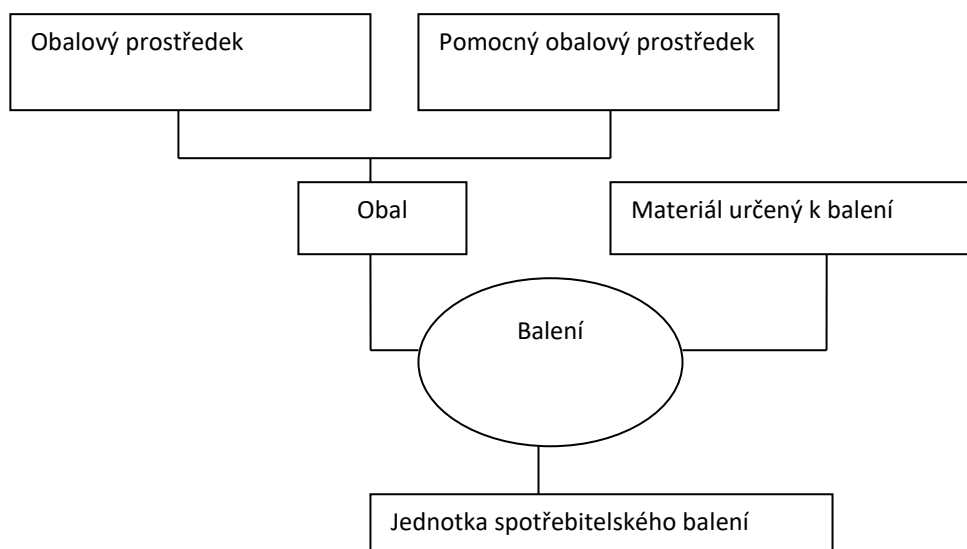 Obalový prostředek
Pomocný obalový prostředek
Obal
Materiál určený k balení
Balení
Jednotka spotřebitelského balení